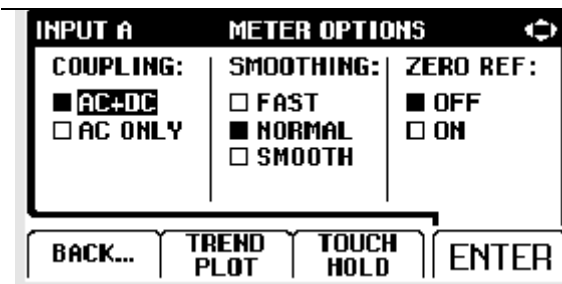 INPUT A METER OPTIONS
COUPLING: SMOOTHING: ZERO REF:
■ AC+DC □ FAST ■ OFF
□ AC ONLY ■ NORMAL □ ON
□ SMOOTH
BACK... TREND PLOT TOUCH HOLD ENTER